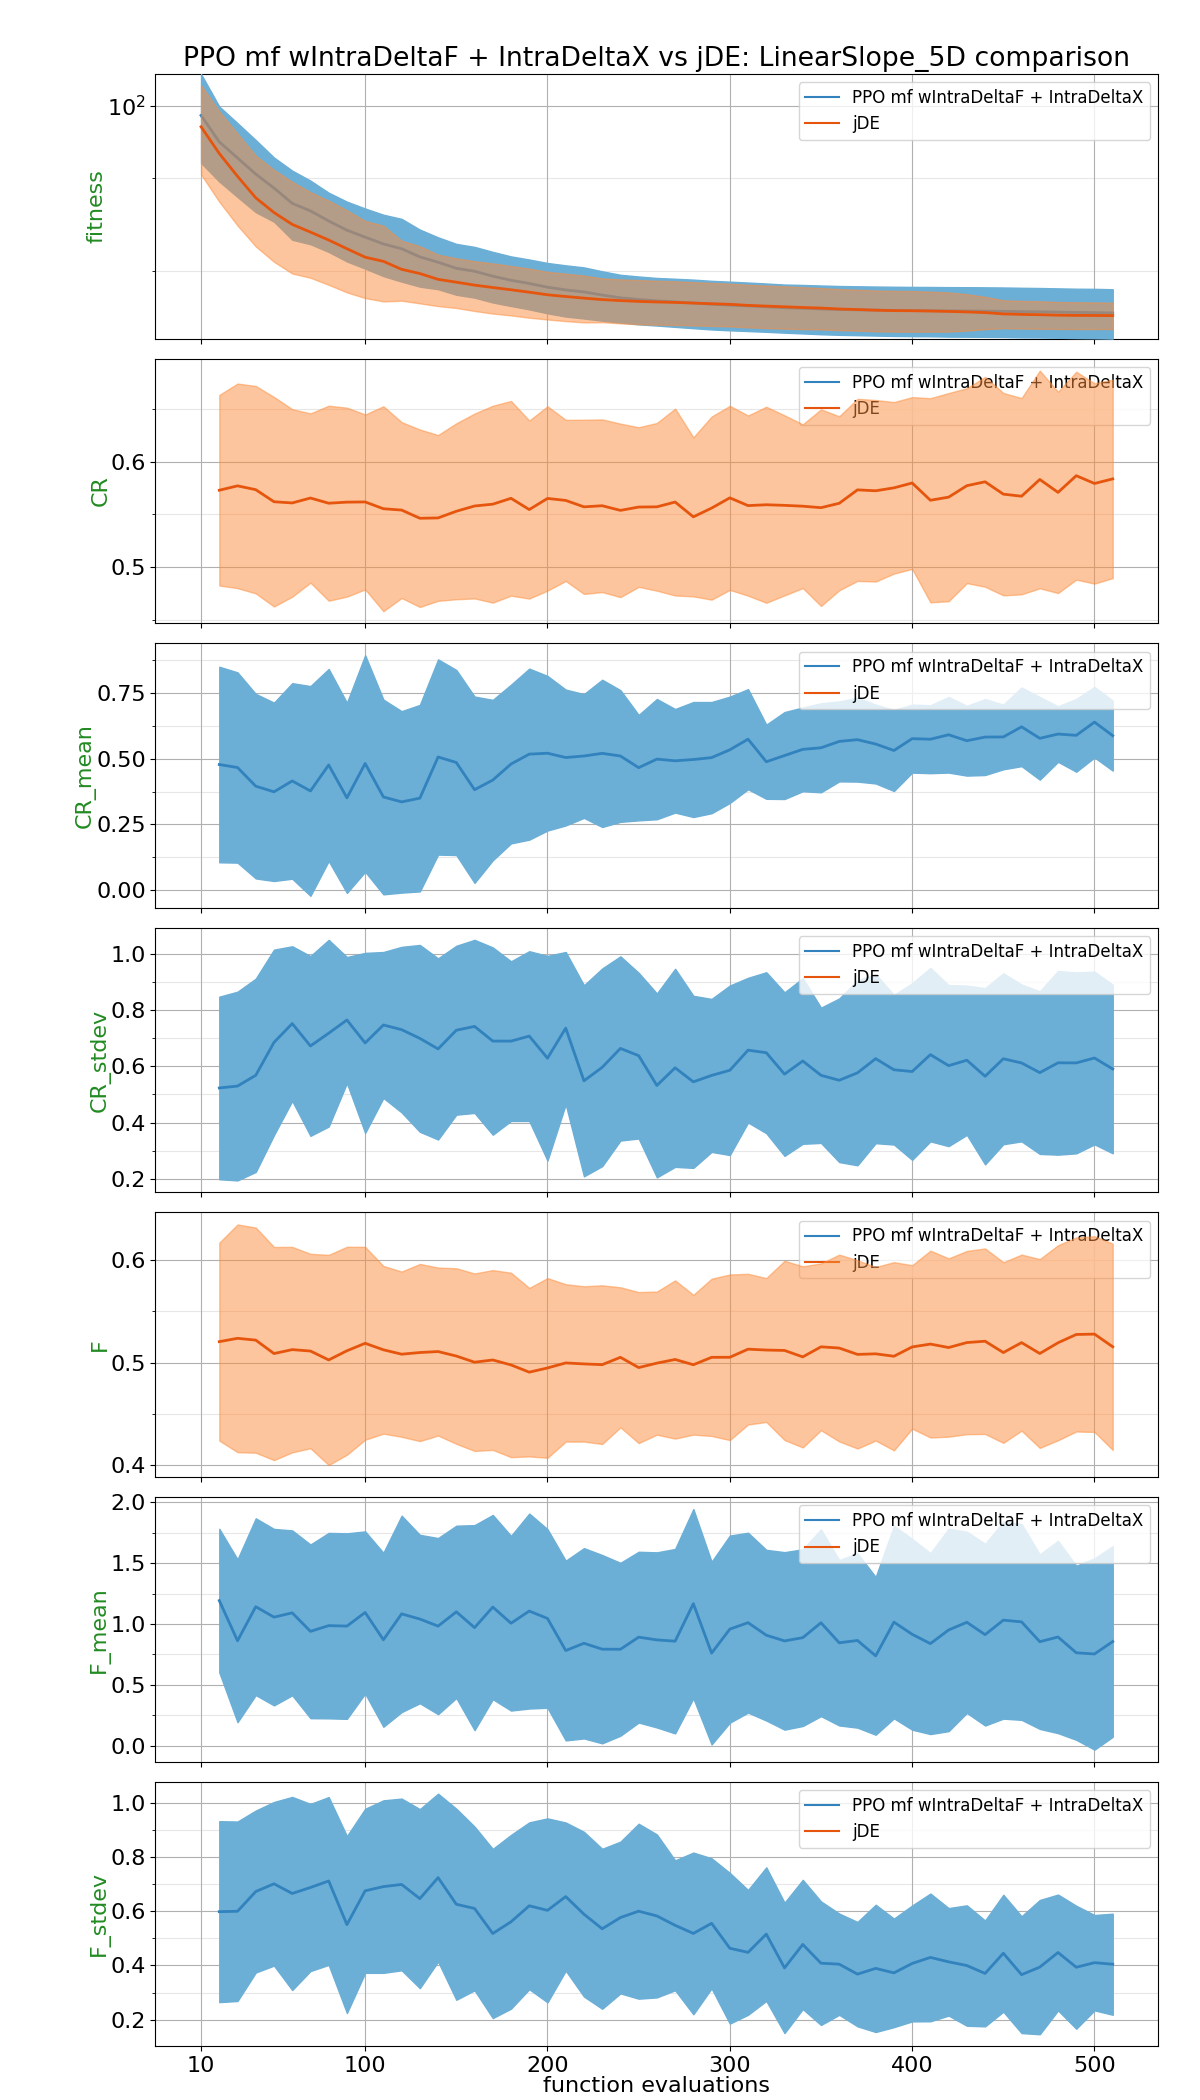 PPO mf wIntraDeltaF + IntraDeltaX vs jDE: LinearSlope_5D comparison
10²
fitness
PPO mf wIntraDeltaF + IntraDeltaX
jDE
0.6
0.5
CR
PPO mf wIntraDeltaF + IntraDeltaX
jDE
0.75
0.50
0.25
0.00
CR_mean
PPO mf wIntraDeltaF + IntraDeltaX
jDE
1.0
0.8
0.6
0.4
0.2
CR_stdev
PPO mf wIntraDeltaF + IntraDeltaX
jDE
0.6
0.5
0.4
F
PPO mf wIntraDeltaF + IntraDeltaX
jDE
2.0
1.5
1.0
0.5
0.0
F_mean
PPO mf wIntraDeltaF + IntraDeltaX
jDE
1.0
0.8
0.6
0.4
0.2
F_stdev
PPO mf wIntraDeltaF + IntraDeltaX
jDE
10 100 200 300 400 500
function evaluations